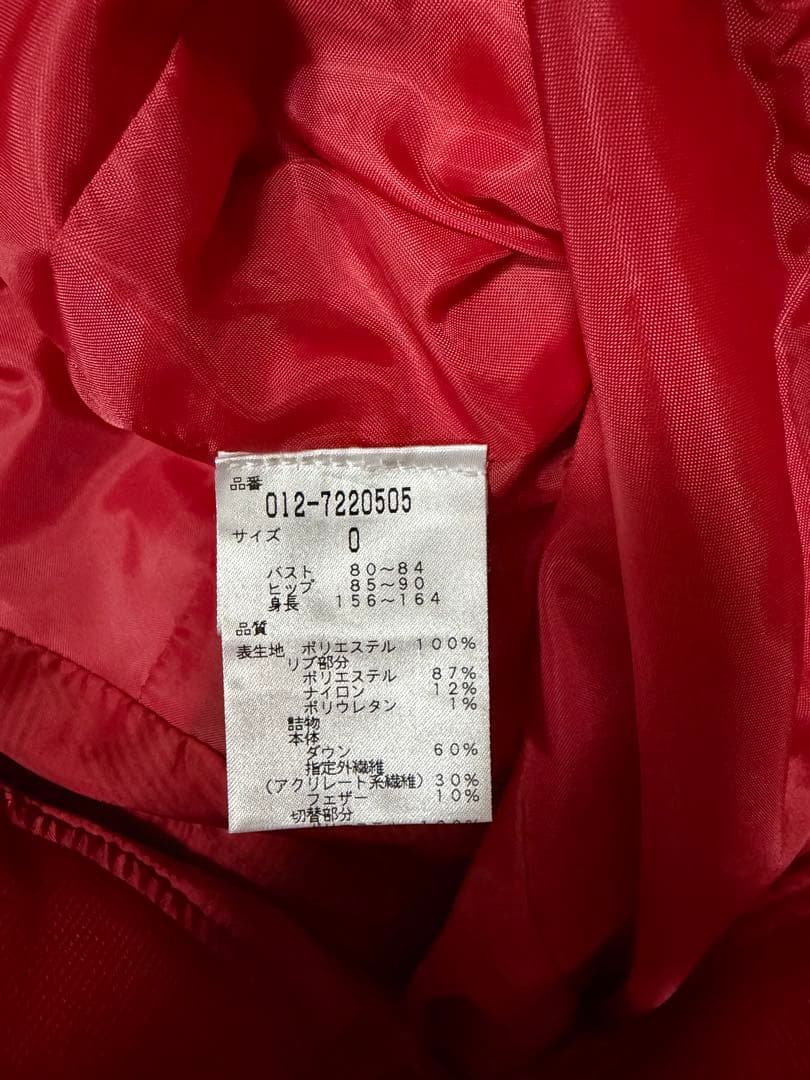 品番
012-7220505
サイズ 0
バスト 80～84
ヒップ 85～90
身長 156～164
品質
表生地 ポリエステル 100%
リブ部分
ポリエステル 87%
ナイロン 12%
ポリウレタン 1%
詰物
本体
ダウン 60%
指定外繊維
(アクリレート系繊維) 30%
フェザー 10%
切替部分